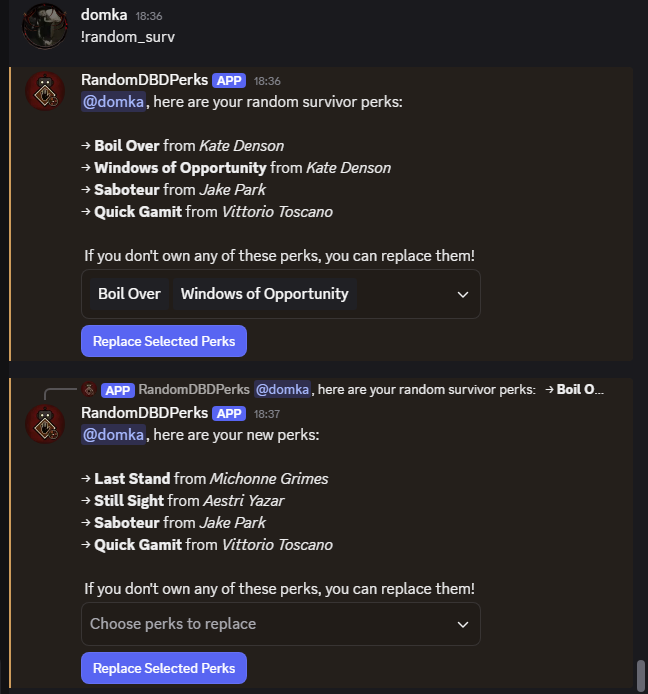 domka 18:36
!random_surv
RandomDBDPerks APP 18:36
@domka, here are your random survivor perks:
→ Boil Over from Kate Denson
→ Windows of Opportunity from Kate Denson
→ Saboteur from Jake Park
→ Quick Gamit from Vittorio Toscano
If you don't own any of these perks, you can replace them!
Boil Over Windows of Opportunity
Replace Selected Perks
APP RandomDBDPerks @domka, here are your random survivor perks: → Boil O...
RandomDBDPerks APP 18:37
@domka, here are your new perks:
→ Last Stand from Michonne Grimes
→ Still Sight from Aestri Yazar
→ Saboteur from Jake Park
→ Quick Gamit from Vittorio Toscano
If you don't own any of these perks, you can replace them!
Choose perks to replace
Replace Selected Perks